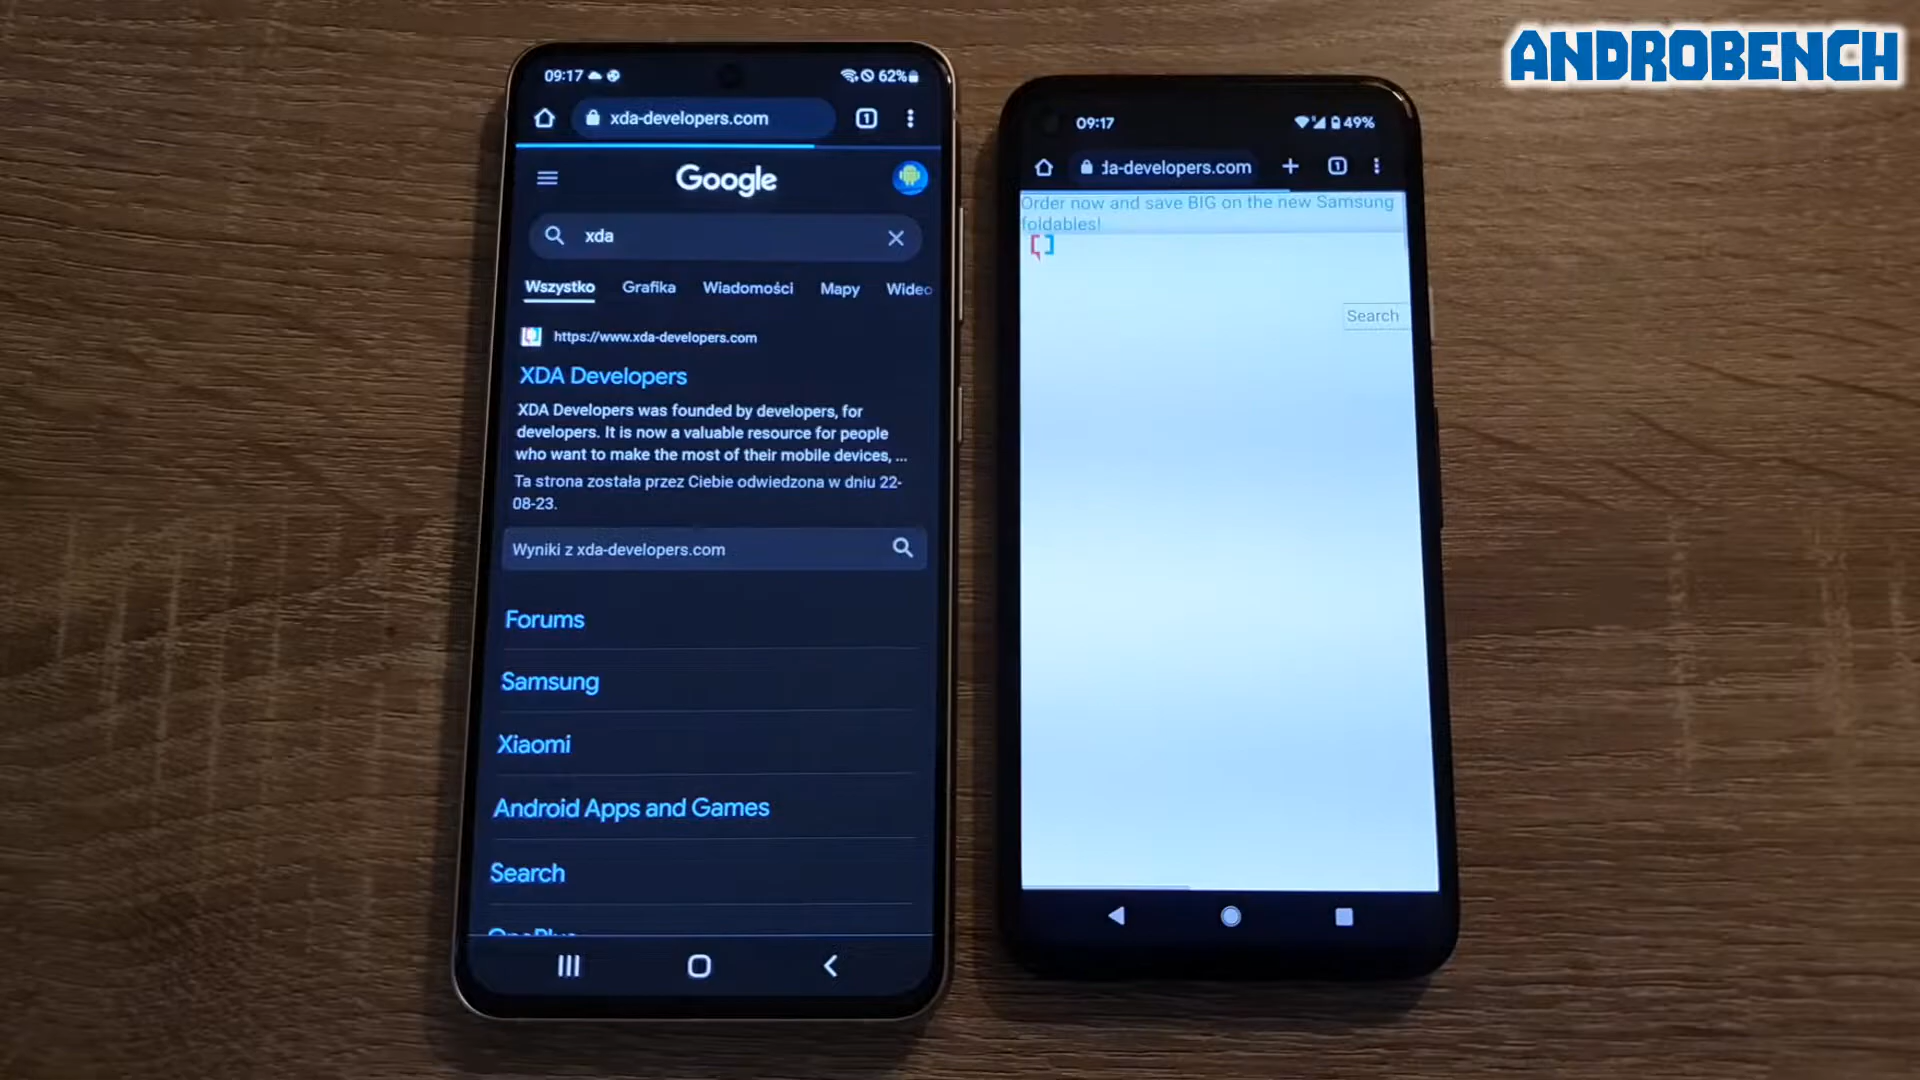 ANDROBENCH
09:17
62%
xda-developers.com
1
Google
xda
Wszystko
Grafika
Wiadomości
Mapy
Wideo
https://www.xda-developers.com
XDA Developers
XDA Developers was founded by developers, for
developers. It is now a valuable resource for people
who want to make the most of their mobile devices, ...
Ta strona została przez Ciebie odwiedzona w dniu 22-
08-23.
Wyniki z xda-developers.com
Forums
Samsung
Xiaomi
Android Apps and Games
Search
OnePlus
09:17
49%
da-developers.com
1
Order now and save BIG on the new Samsung
foldables!
Search